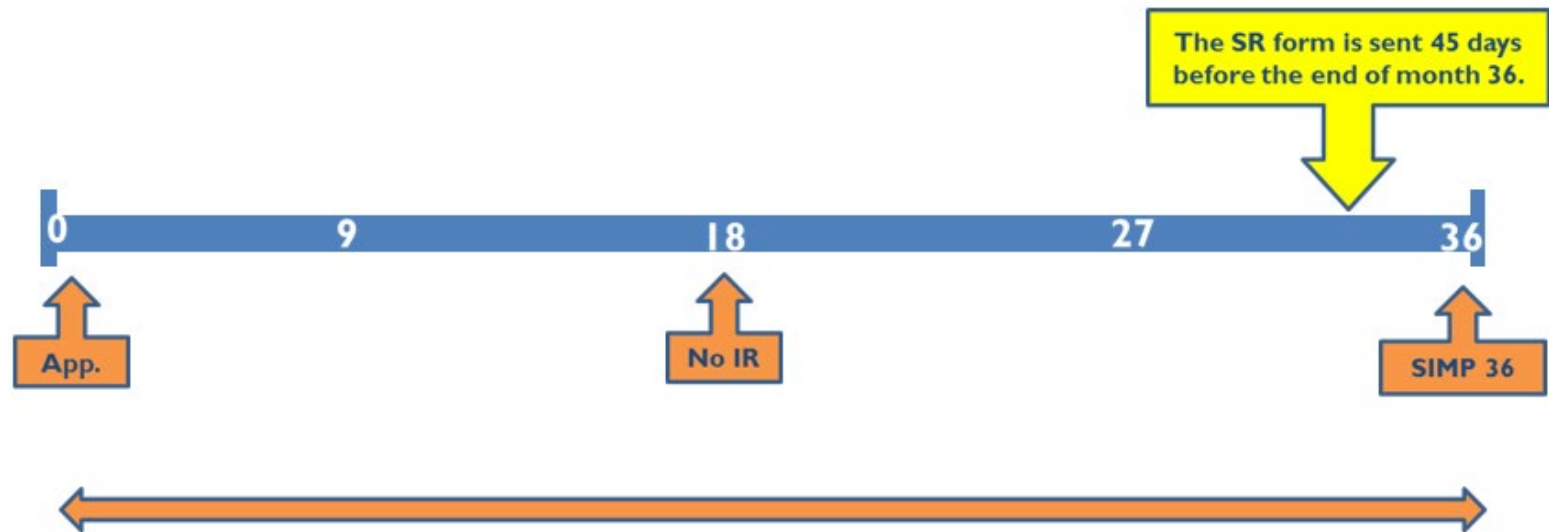 The SR form is sent 45 days
before the end of month 36.
0 9 18 27 36
App. No IR SIMP 36